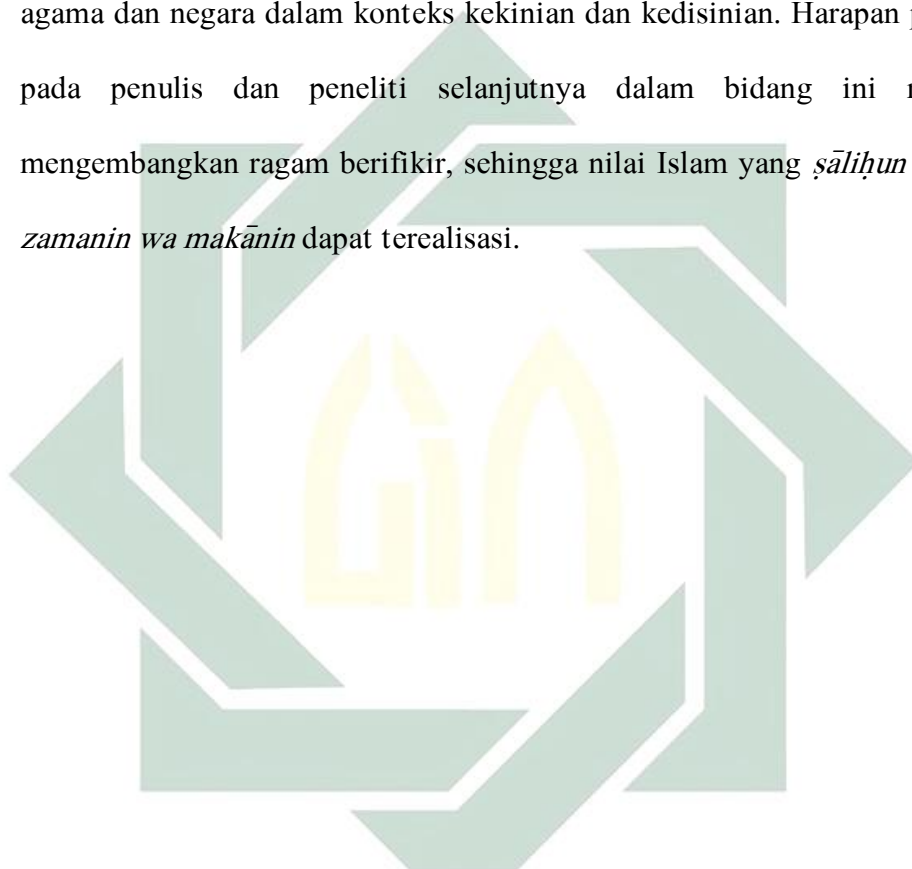 agama dan negara dalam konteks kekinian dan kedisinian. Harapan
pada penulis dan peneliti selanjutnya dalam bidang ini
mengembangkan ragam berifikir, sehingga nilai Islam yang ṣāliḥun
zamanin wa makānin dapat terealisasi.